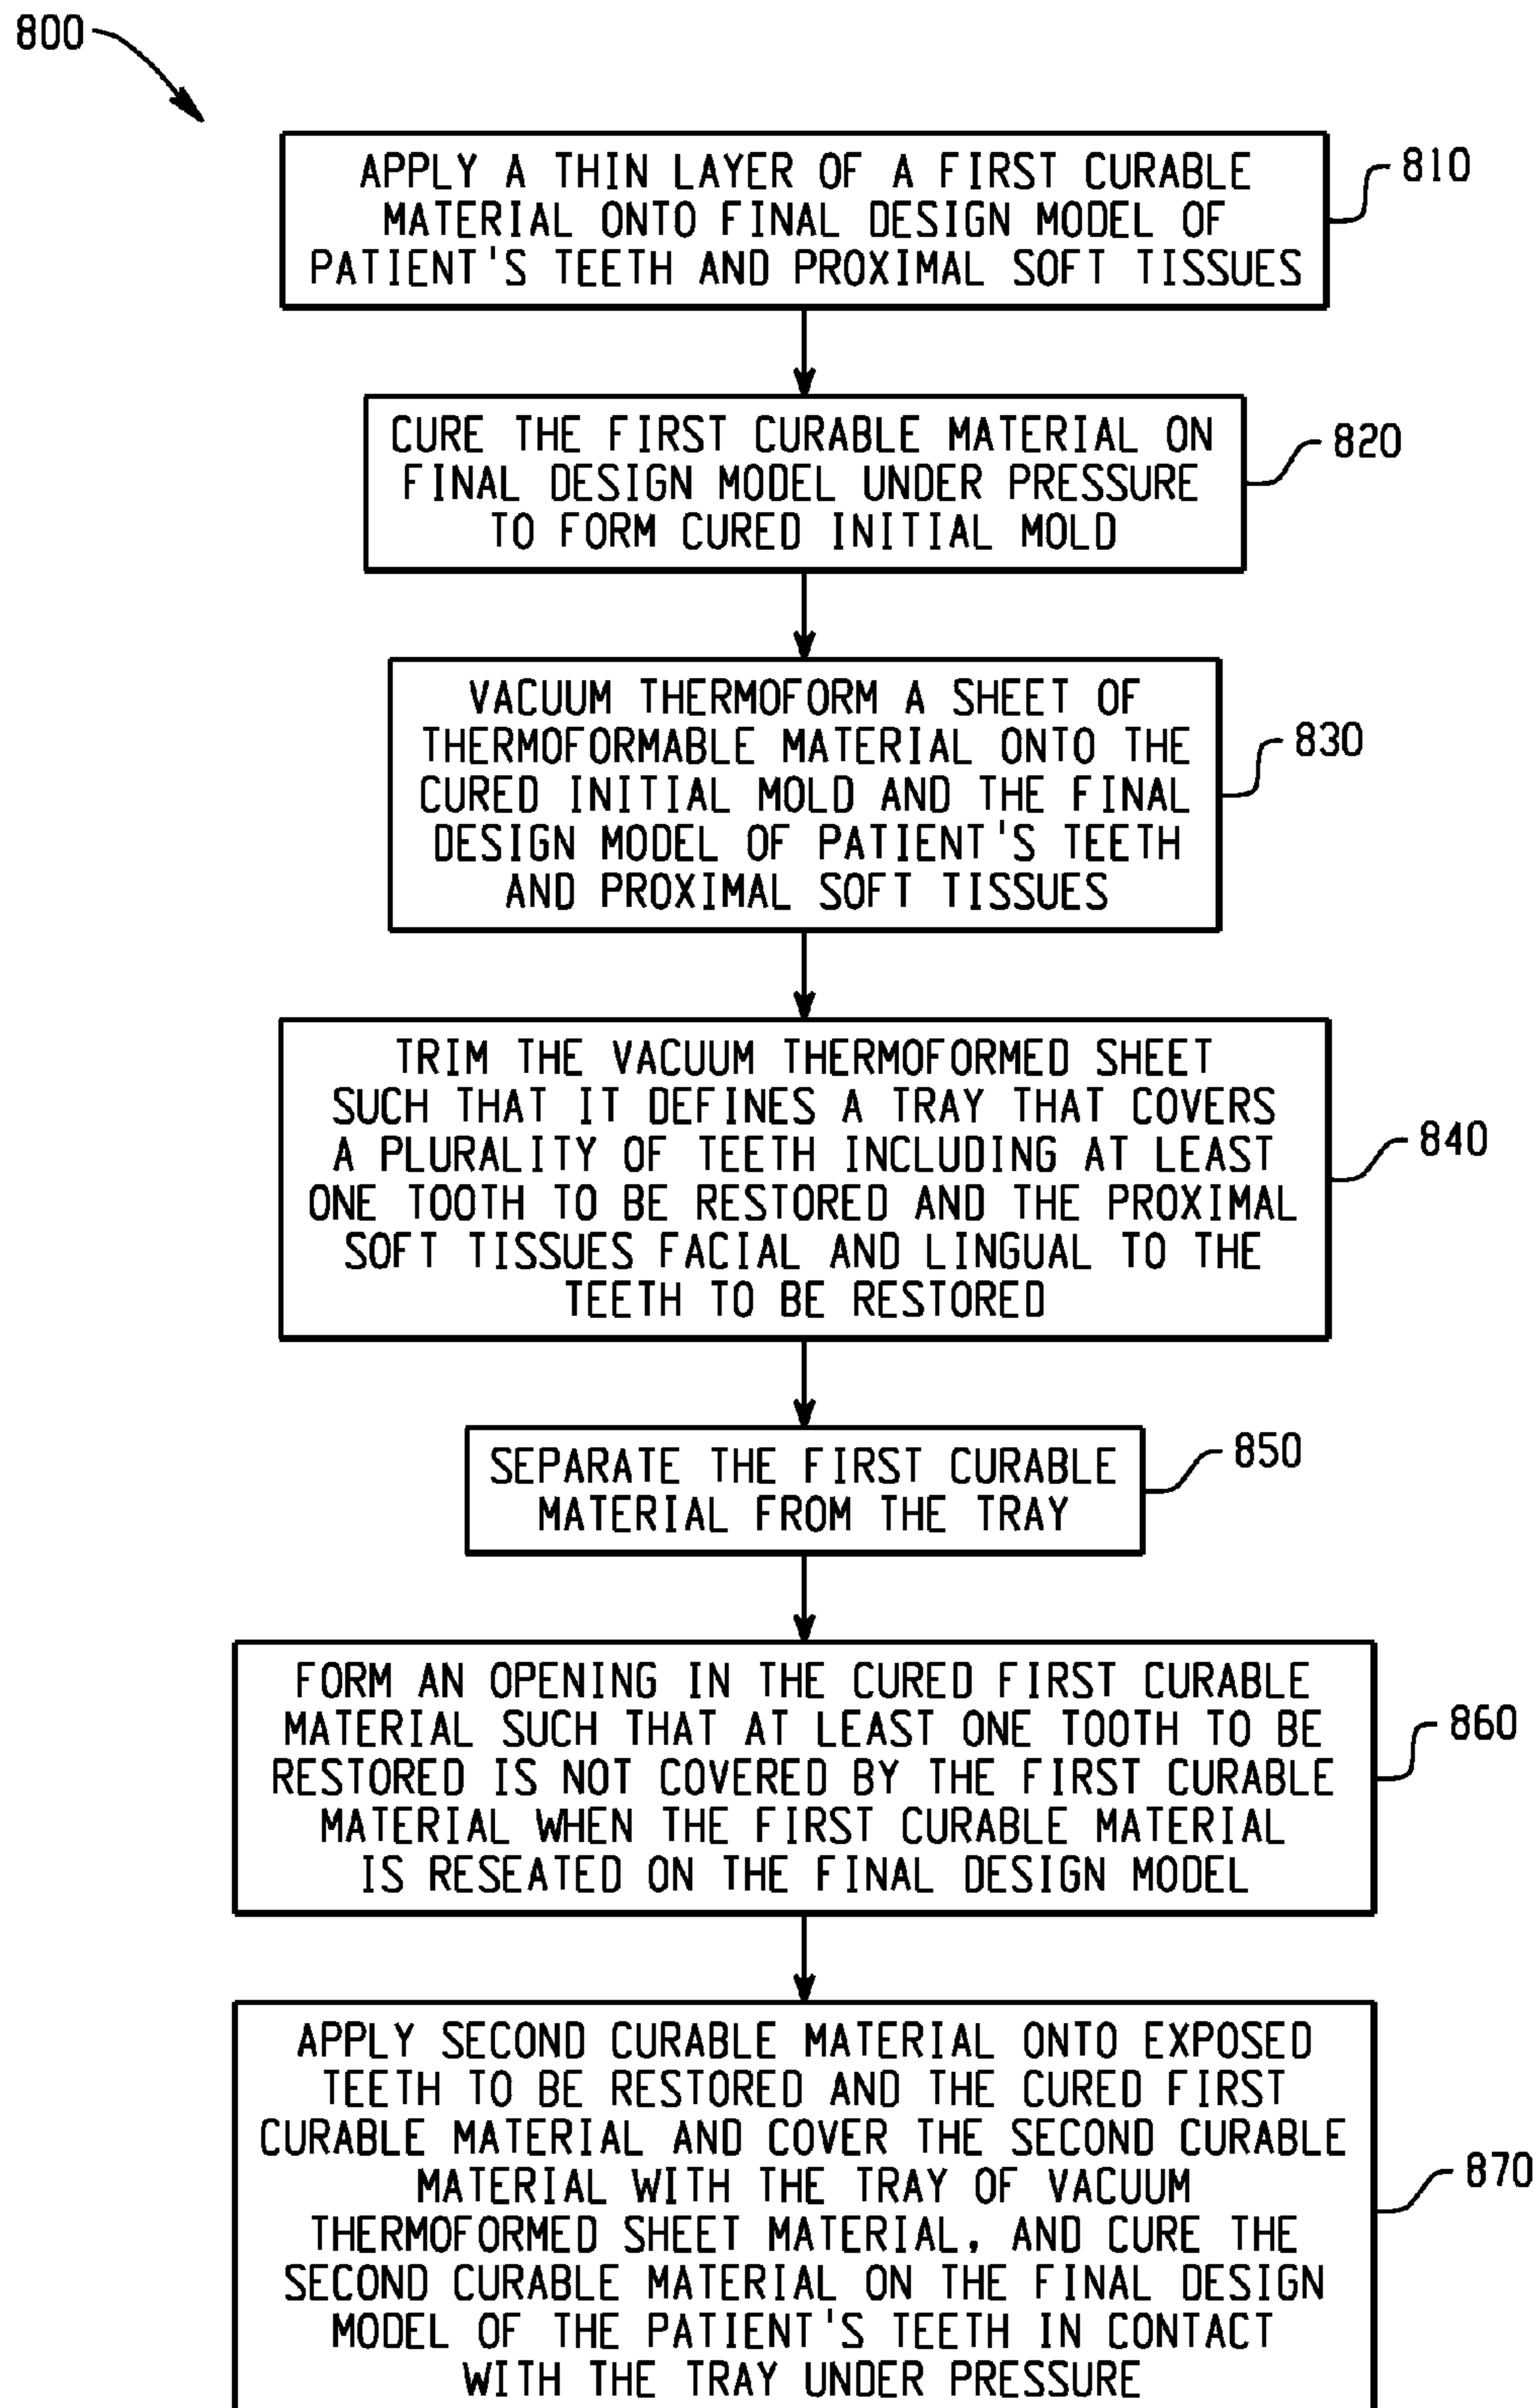 800
APPLY A THIN LAYER OF A FIRST CURABLE
MATERIAL ONTO FINAL DESIGN MODEL OF
PATIENT'S TEETH AND PROXIMAL SOFT TISSUES
810
CURE THE FIRST CURABLE MATERIAL ON
FINAL DESIGN MODEL UNDER PRESSURE
TO FORM CURED INITIAL MOLD
820
VACUUM THERMOFORM A SHEET OF
THERMOFORMABLE MATERIAL ONTO THE
CURED INITIAL MOLD AND THE FINAL
DESIGN MODEL OF PATIENT'S TEETH
AND PROXIMAL SOFT TISSUES
830
TRIM THE VACUUM THERMOFORMED SHEET
SUCH THAT IT DEFINES A TRAY THAT COVERS
A PLURALITY OF TEETH INCLUDING AT LEAST
ONE TOOTH TO BE RESTORED AND THE PROXIMAL
SOFT TISSUES FACIAL AND LINGUAL TO THE
TEETH TO BE RESTORED
840
SEPARATE THE FIRST CURABLE
MATERIAL FROM THE TRAY
850
FORM AN OPENING IN THE CURED FIRST CURABLE
MATERIAL SUCH THAT AT LEAST ONE TOOTH TO BE
RESTORED IS NOT COVERED BY THE FIRST CURABLE
MATERIAL WHEN THE FIRST CURABLE MATERIAL
IS RESEATED ON THE FINAL DESIGN MODEL
860
APPLY SECOND CURABLE MATERIAL ONTO EXPOSED
TEETH TO BE RESTORED AND THE CURED FIRST
CURABLE MATERIAL AND COVER THE SECOND CURABLE
MATERIAL WITH THE TRAY OF VACUUM
THERMOFORMED SHEET MATERIAL, AND CURE THE
SECOND CURABLE MATERIAL ON THE FINAL DESIGN
MODEL OF THE PATIENT'S TEETH IN CONTACT
WITH THE TRAY UNDER PRESSURE
870